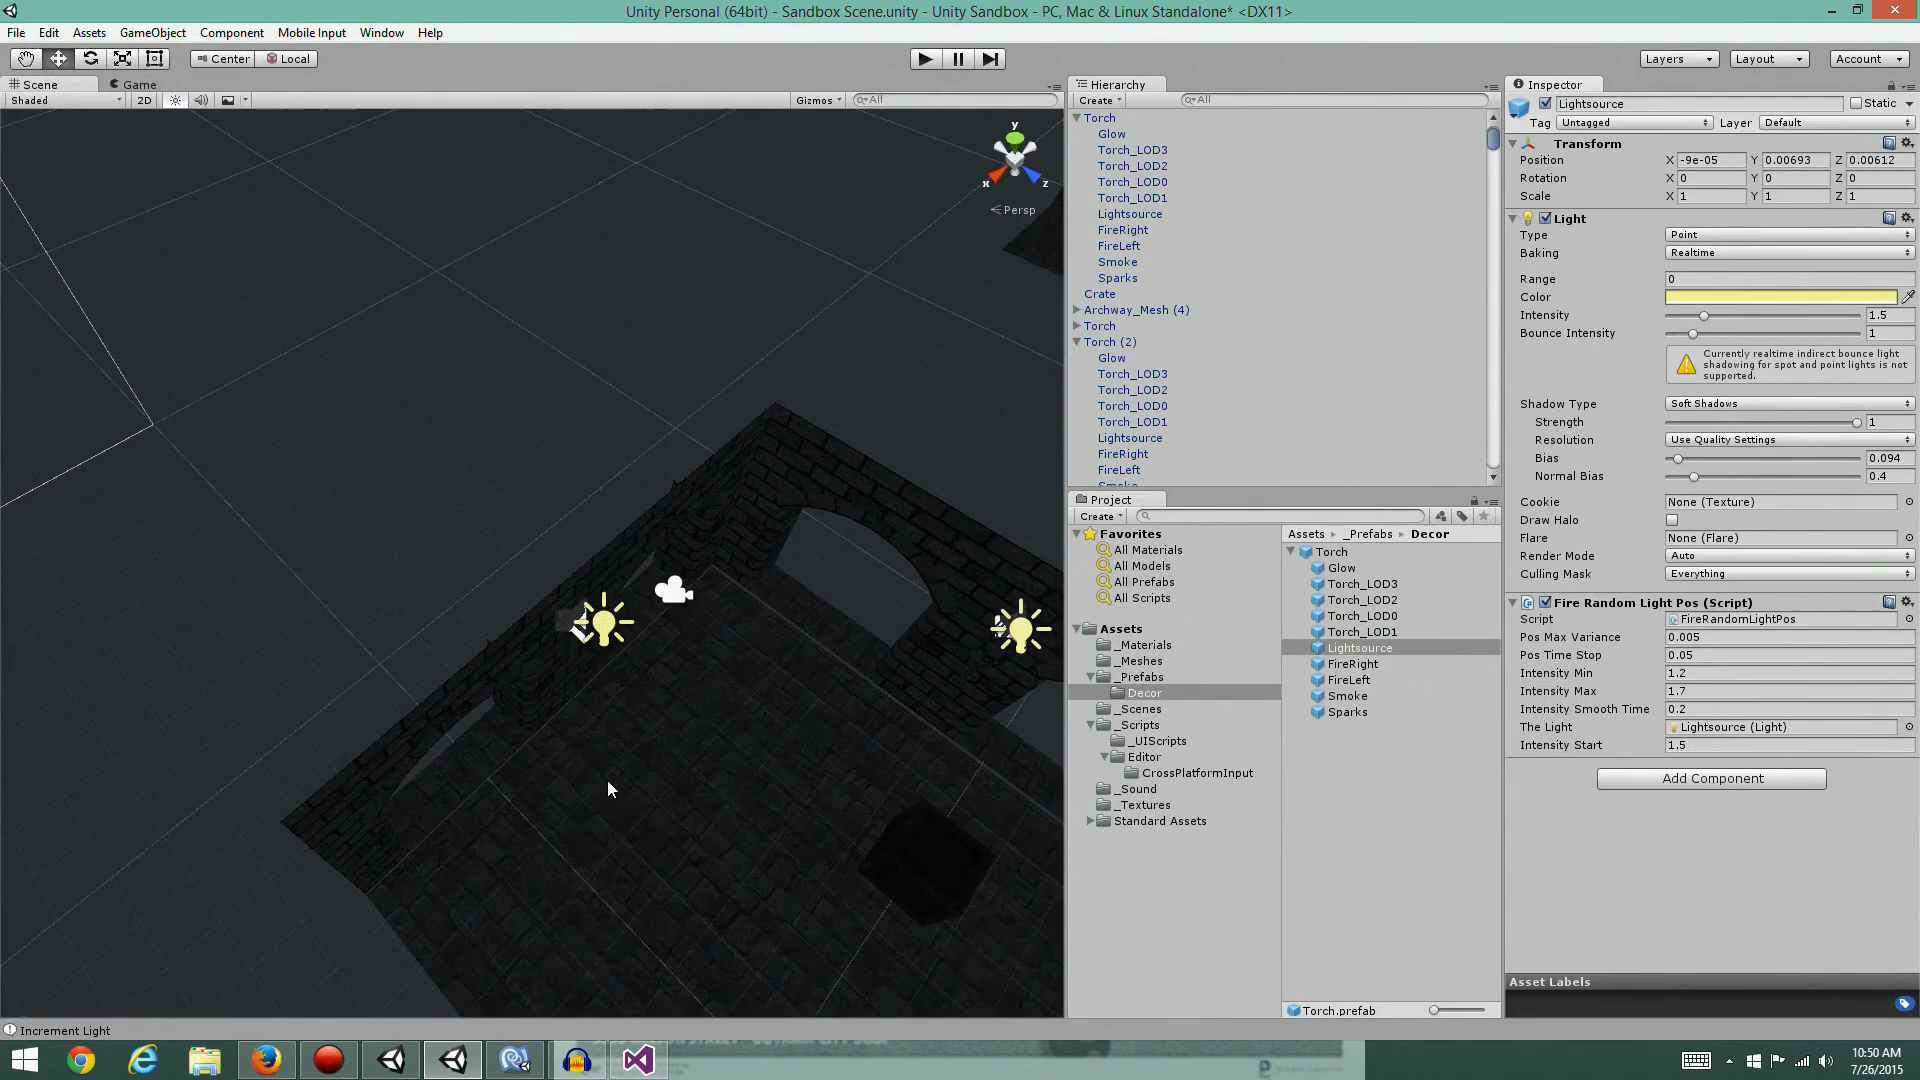 Unity Personal (64bit) - Sandbox Scene.unity - Unity Sandbox - PC, Mac & Linux Standalone* <DX11>
File Edit Assets GameObject Component Mobile Input Window Help
Center Local
Layers Layout Account
Scene Game
Shaded 2D Gizmos All
y
x z
Persp
Hierarchy
Create All
Torch
Glow
Torch_LOD3
Torch_LOD2
Torch_LOD0
Torch_LOD1
Lightsource
FireRight
FireLeft
Smoke
Sparks
Crate
Archway_Mesh (4)
Torch
Torch (2)
Glow
Torch_LOD3
Torch_LOD2
Torch_LOD0
Torch_LOD1
Lightsource
FireRight
FireLeft
Smoke
Project
Create
Favorites
All Materials
All Models
All Prefabs
All Scripts
Assets
_Materials
_Meshes
_Prefabs
Decor
_Scenes
_Scripts
_UIScripts
Editor
CrossPlatformInput
_Sound
_Textures
Standard Assets
Assets _Prefabs Decor
Torch
Glow
Torch_LOD3
Torch_LOD2
Torch_LOD0
Torch_LOD1
Lightsource
FireRight
FireLeft
Smoke
Sparks
Torch.prefab
Inspector
Lightsource Static
Tag Untagged Layer Default
Transform
Position X -9e-05 Y 0.00693 Z 0.00612
Rotation X 0 Y 0 Z 0
Scale X 1 Y 1 Z 1
Light
Type Point
Baking Realtime
Range 0
Color
Intensity 1.5
Bounce Intensity 1
Currently realtime indirect bounce light
shadowing for spot and point lights is not
supported.
Shadow Type Soft Shadows
Strength 1
Resolution Use Quality Settings
Bias 0.094
Normal Bias 0.4
Cookie None (Texture)
Draw Halo
Flare None (Flare)
Render Mode Auto
Culling Mask Everything
Fire Random Light Pos (Script)
Script FireRandomLightPos
Pos Max Variance 0.005
Pos Time Stop 0.05
Intensity Min 1.2
Intensity Max 1.7
Intensity Smooth Time 0.2
The Light Lightsource (Light)
Intensity Start 1.5
Add Component
Asset Labels
Increment Light
10:50 AM
7/26/2015